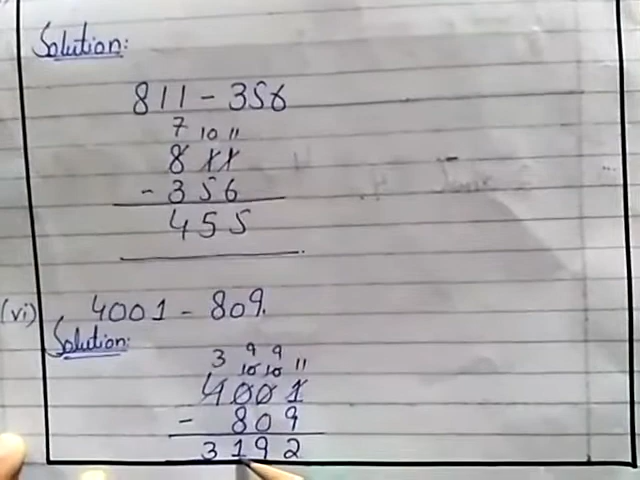 Solution:
811 - 356
7 10 11
8 1 1
- 3 5 6
4 5 5
(vi) 4001 - 809.
Solution:
3 9 9
10 10 11
4 0 0 1
- 8 0 9
3 1 9 2